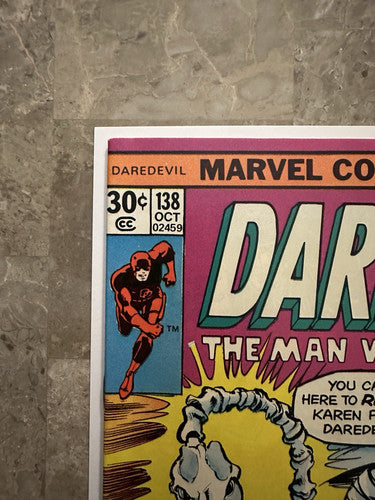 DAREDEVIL
MARVEL CO
30¢
138
CC
OCT
02459
DAR
TM
THE MAN
YOU CA
HERE TO
KAREN P
DAREDE